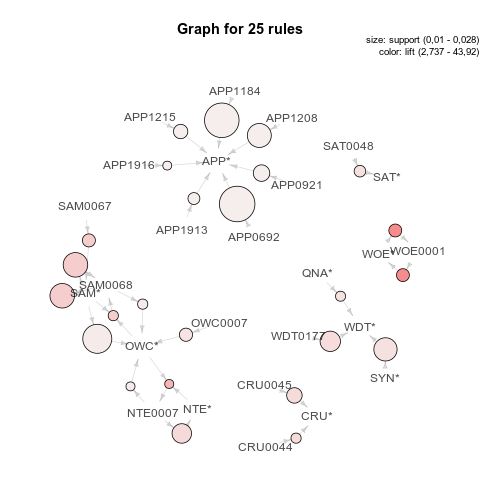 Graph for 25 rules
size: support (0,01 - 0,028)
color: lift (2,737 - 43,92)
APP1184
APP1215
APP1208
SAT0048
APP1916
APP*
SAT*
APP0921
SAM0067
APP1913
APP0692
WOE*
WOE0001
QNA*
SAM0068
SAM*
OWC0007
WDT*
WDT0177
OWC*
SYN*
CRU0045
NTE0007
NTE*
CRU*
CRU0044